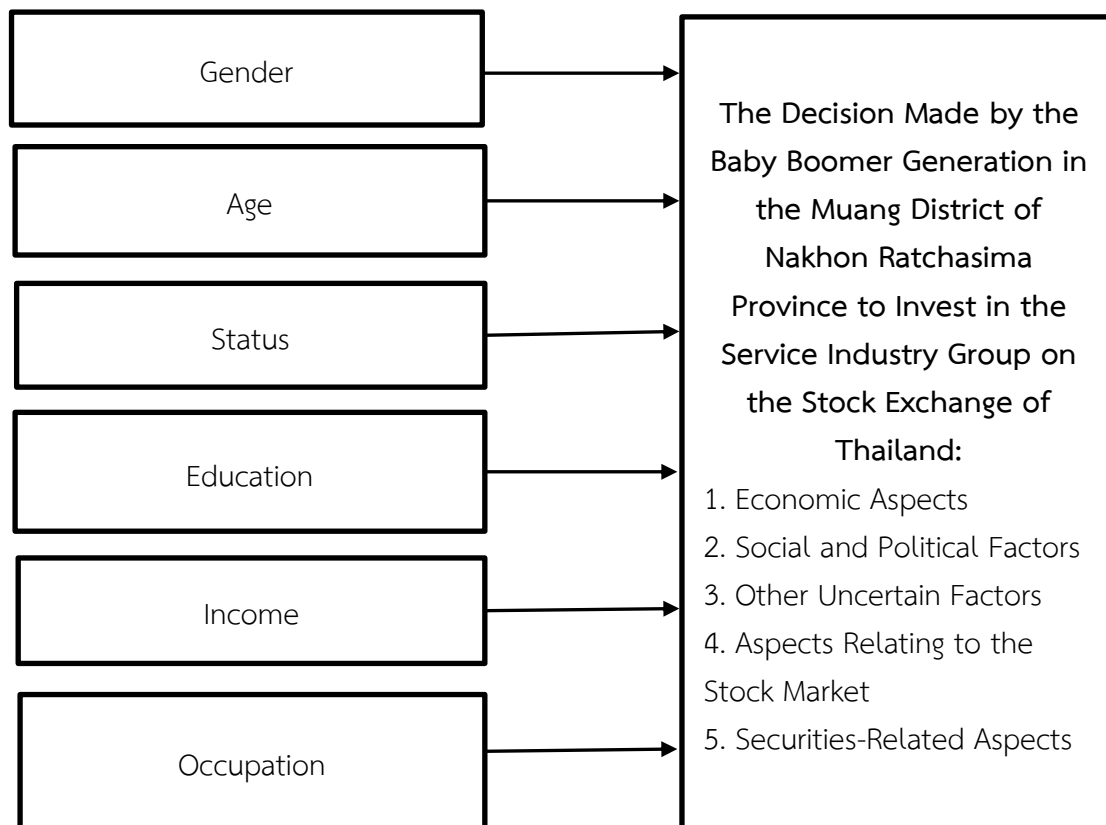 Gender
Age
Status
Education
Income
Occupation
The Decision Made by the
Baby Boomer Generation in
the Muang District of
Nakhon Ratchasima
Province to Invest in the
Service Industry Group on
the Stock Exchange of
Thailand:
1. Economic Aspects
2. Social and Political Factors
3. Other Uncertain Factors
4. Aspects Relating to the
Stock Market
5. Securities-Related Aspects